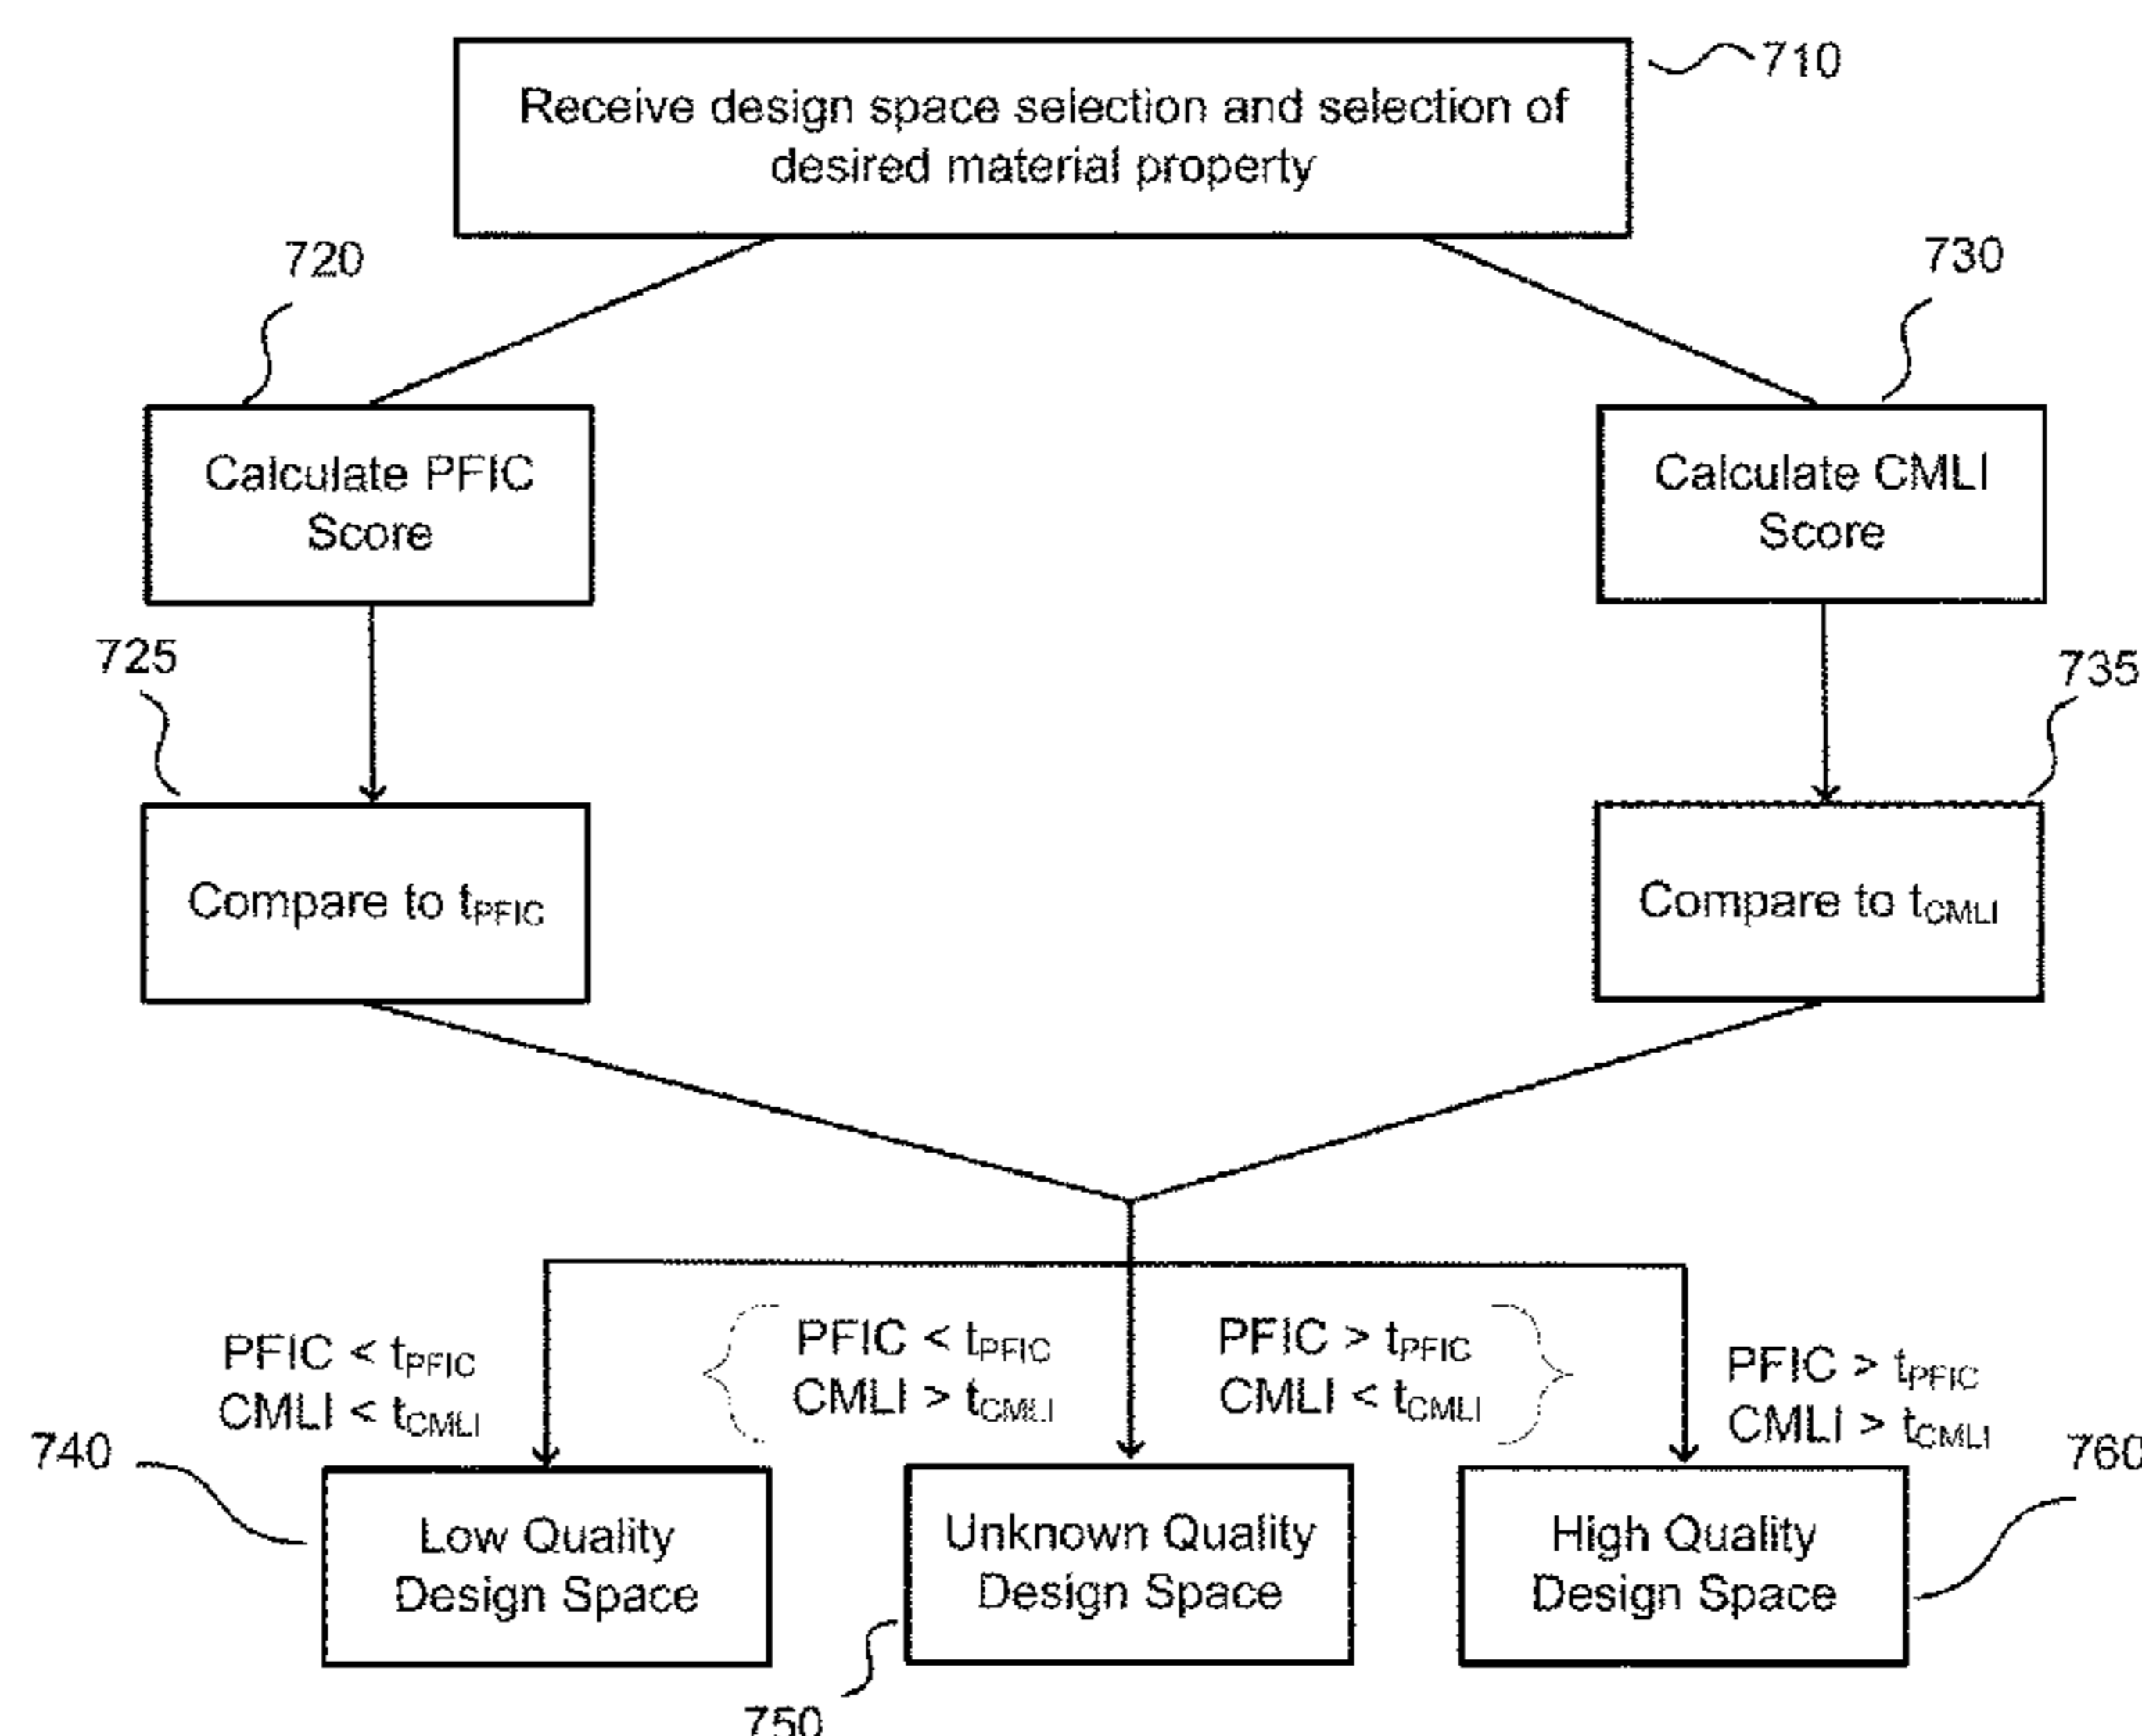 710
Receive design space selection and selection of
desired material property
720
730
Calculate PFIC
Score
Calculate CMLI
Score
725
735
Compare to tPFIC
Compare to tCMLI
PFIC < tPFIC
CMLI < tCMLI
PFIC < tPFIC
CMLI > tCMLI
PFIC > tPFIC
CMLI < tCMLI
PFIC > tPFIC
CMLI > tCMLI
740
760
Low Quality
Design Space
Unknown Quality
Design Space
High Quality
Design Space
750